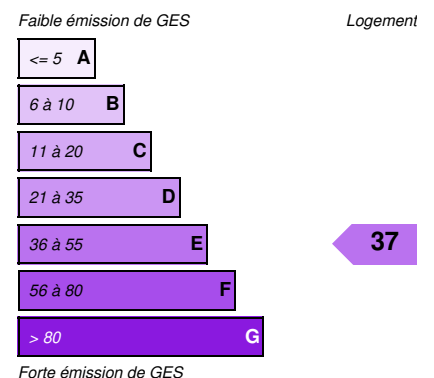 Faible émission de GES Logement
<= 5 A
6 à 10 B
11 à 20 C
21 à 35 D
36 à 55 E 37
56 à 80 F
> 80 G
Forte émission de GES